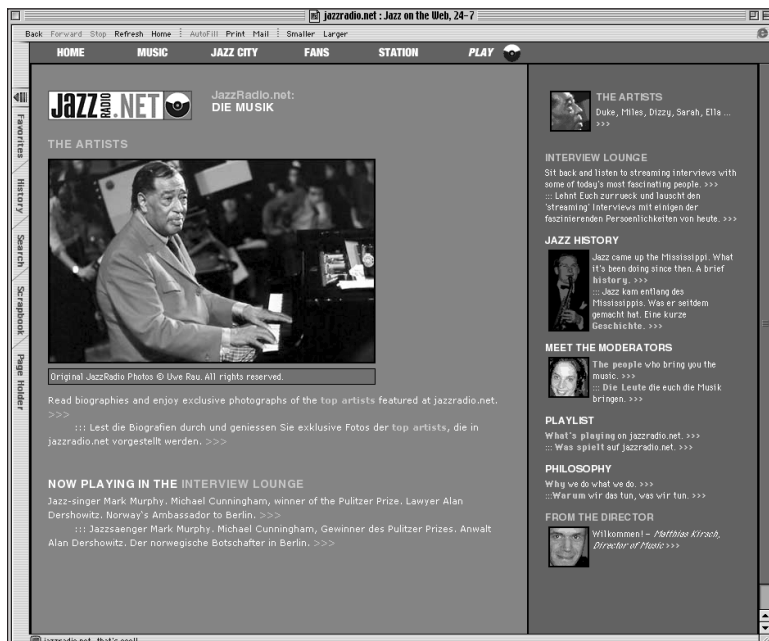 jazzradio.net : Jazz on the Web, 24-7
Back Forward Stop Refresh Home AutoFill Print Mail Smaller Larger
HOME MUSIC JAZZ CITY FANS STATION PLAY
Favorites
History
Search
Scrapbook
Page Holder
JAZZ RADIO .NET
JazzRadio.net:
DIE MUSIK
THE ARTISTS
Original JazzRadio Photos © Uwe Rau. All rights reserved.
Read biographies and enjoy exclusive photographs of the top artists featured at jazzradio.net.
>>>
::: Lest die Biografien durch und geniessen Sie exklusive Fotos der top artists, die in
jazzradio.net vorgestellt werden. >>>
NOW PLAYING IN THE INTERVIEW LOUNGE
Jazz-singer Mark Murphy. Michael Cunningham, winner of the Pulitzer Prize. Lawyer Alan
Dershowitz. Norway's Ambassador to Berlin. >>>
::: Jazzsaenger Mark Murphy. Michael Cunningham, Gewinner des Pulitzer Prizes. Anwalt
Alan Dershowitz. Der norwegische Botschafter in Berlin. >>>
THE ARTISTS
Duke, Miles, Dizzy, Sarah, Ella ...
>>>
INTERVIEW LOUNGE
Sit back and listen to streaming interviews with
some of today's most fascinating people. >>>
::: Lehnt Euch zurrueck und lauscht den
'streaming' Interviews mit einigen der
faszinierenden Persoenlichkeiten von heute. >>>
JAZZ HISTORY
Jazz came up the Mississippi. What
it's been doing since then. A brief
history. >>>
::: Jazz kam entlang des
Mississippis. Was er seitdem
gemacht hat. Eine kurze
Geschichte. >>>
MEET THE MODERATORS
The people who bring you the
music. >>>
::: Die Leute die euch die Musik
bringen. >>>
PLAYLIST
What's playing on jazzradio.net. >>>
::: Was spielt auf jazzradio.net. >>>
PHILOSOPHY
Why we do what we do. >>>
:::Warum wir das tun, was wir tun. >>>
FROM THE DIRECTOR
Wilkommen! – Matthias Kirsch,
Director of Music >>>
jazzradio.net...that's cool!